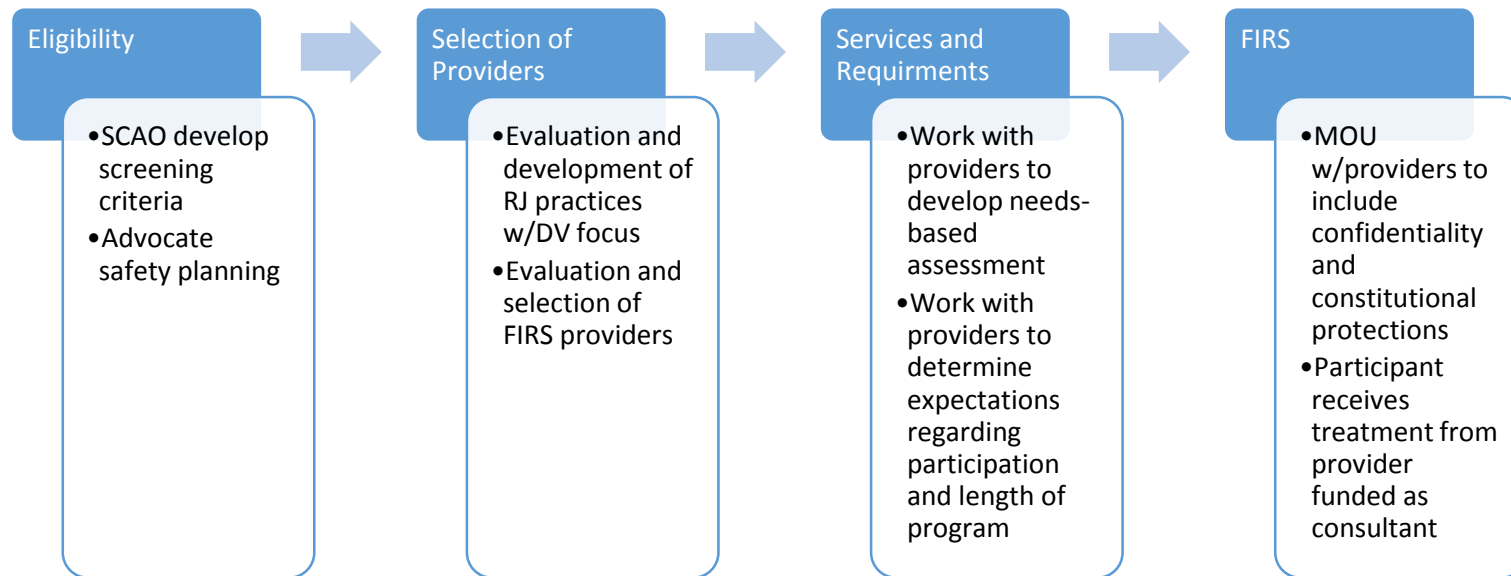 Eligibility
•SCAO develop
screening
criteria
•Advocate
safety planning
Selection of
Providers
•Evaluation and
development of
RJ practices
w/DV focus
•Evaluation and
selection of
FIRS providers
Services and
Requirments
•Work with
providers to
develop needs-
based
assessment
•Work with
providers to
determine
expectations
regarding
participation
and length of
program
FIRS
•MOU
w/providers to
include
confidentiality
and
constitutional
protections
•Participant
receives
treatment from
provider
funded as
consultant